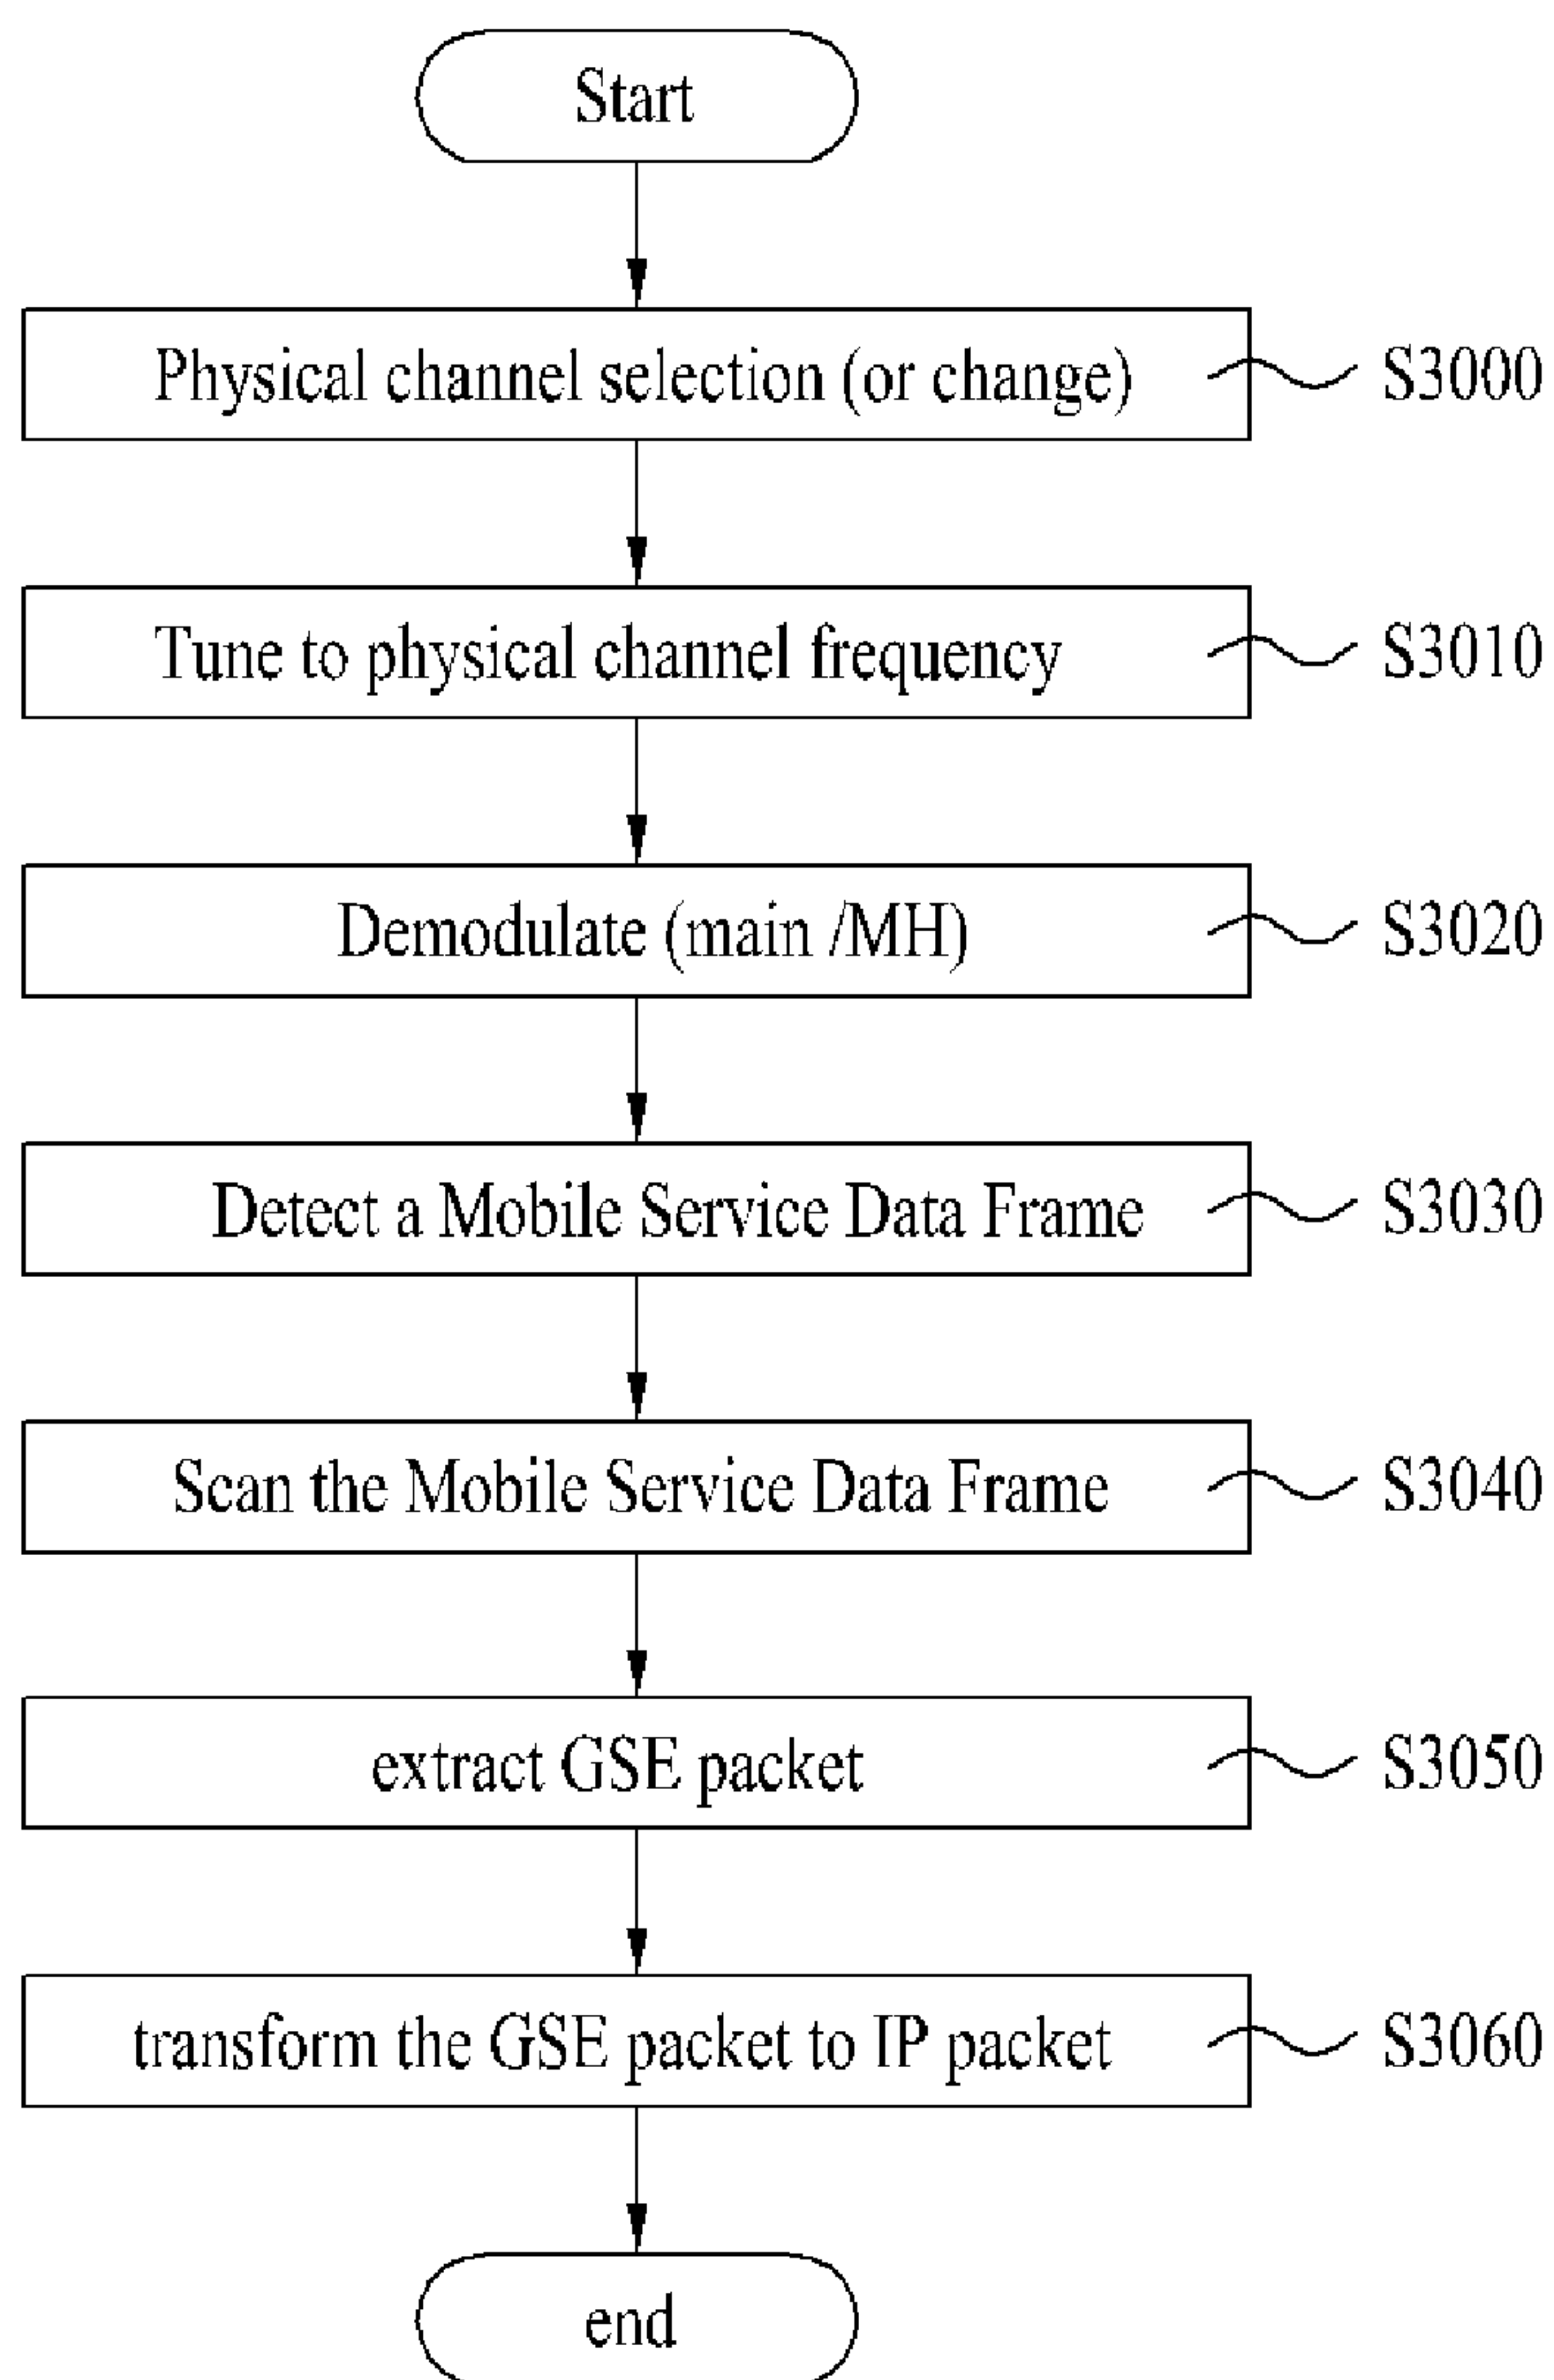 Start
Physical channel selection (or change) S3000
Tune to physical channel frequency S3010
Demodulate (main /MH) S3020
Detect a Mobile Service Data Frame S3030
Scan the Mobile Service Data Frame S3040
extract GSE packet S3050
transform the GSE packet to IP packet S3060
end